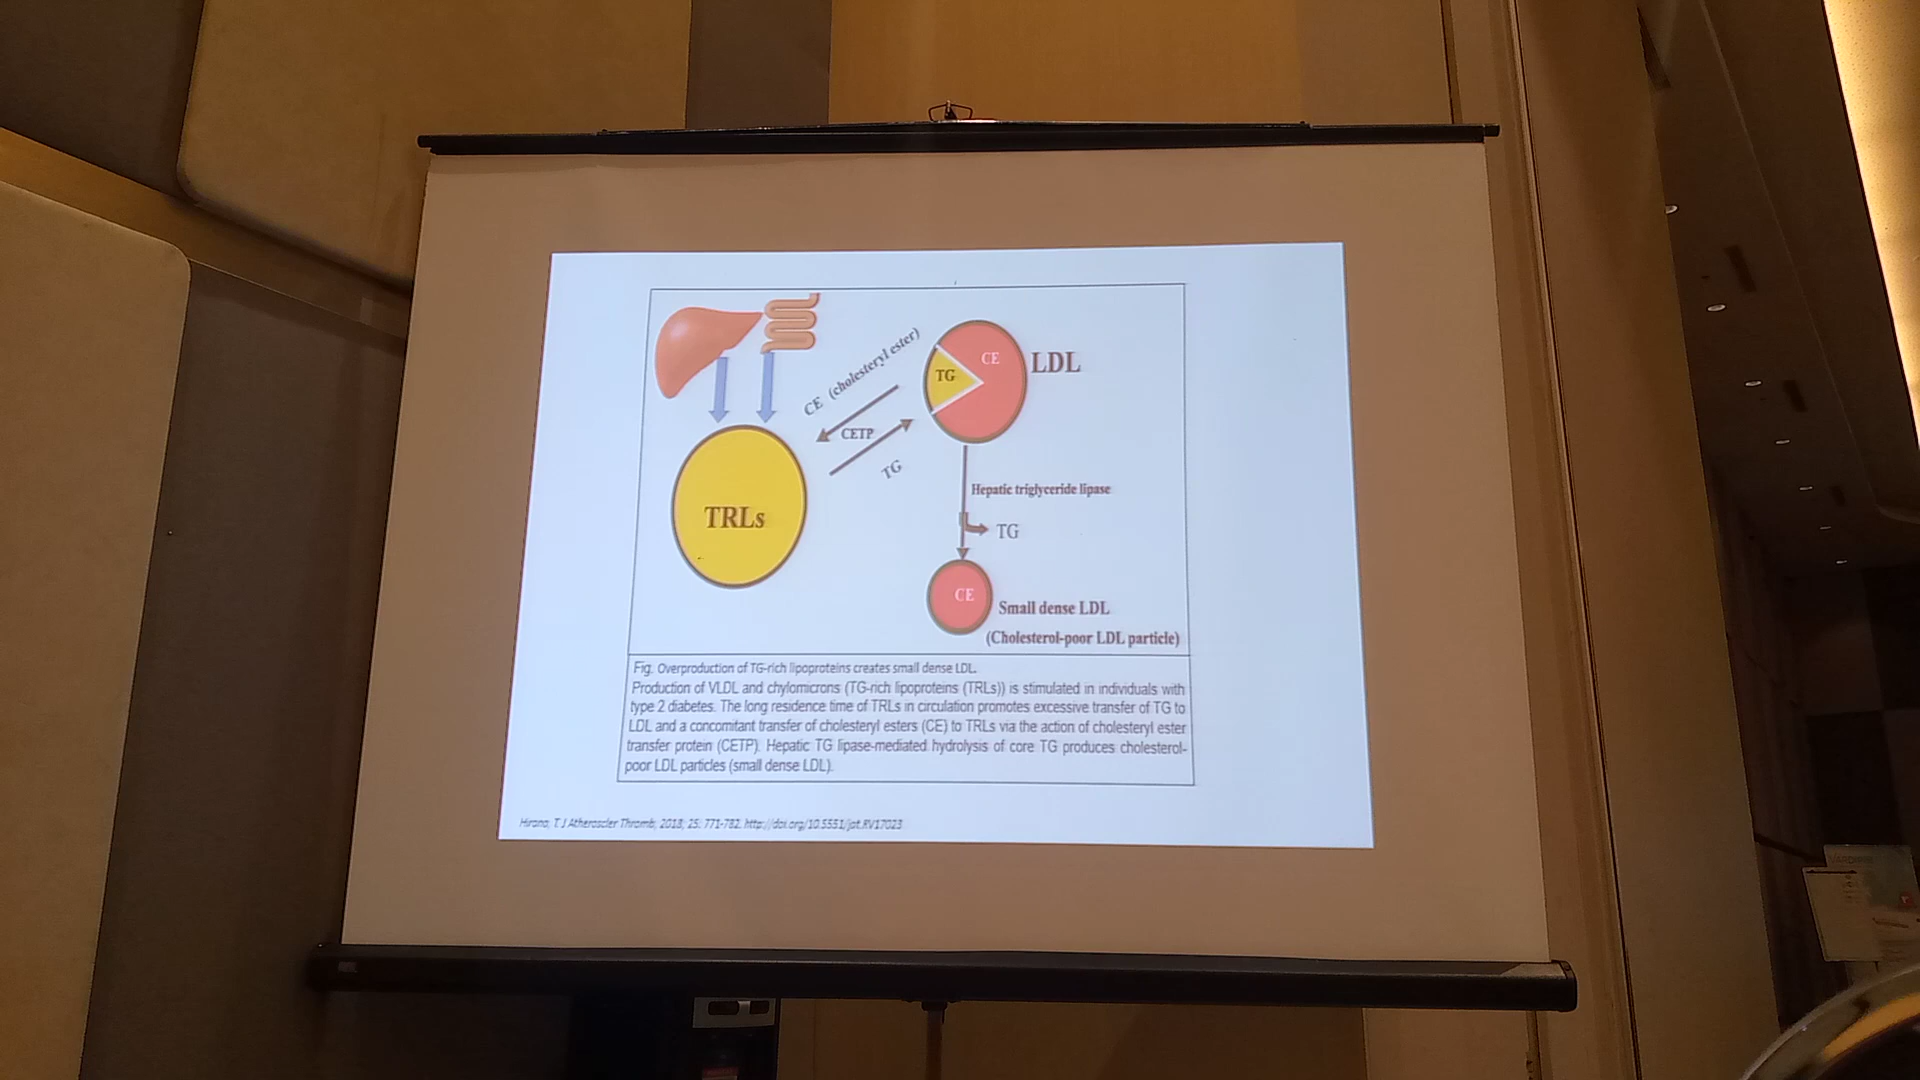 CE (cholesteryl ester)
CETP
TG
TG
CE
LDL
TRLs
Hepatic triglyceride lipase
TG
CE
Small dense LDL
(Cholesterol-poor LDL particle)
Fig. Overproduction of TG-rich lipoproteins creates small dense LDL.
Production of VLDL and chylomicrons (TG-rich lipoproteins (TRLs)) is stimulated in individuals with
type 2 diabetes. The long residence time of TRLs in circulation promotes excessive transfer of TG to
LDL and a concomitant transfer of cholesteryl esters (CE) to TRLs via the action of cholesteryl ester
transfer protein (CETP). Hepatic TG lipase-mediated hydrolysis of core TG produces cholesterol-
poor LDL particles (small dense LDL).
Hirano, T. J Atheroscler Thromb, 2018; 25: 771-782. http://doi.org/10.5551/jat.RV17023